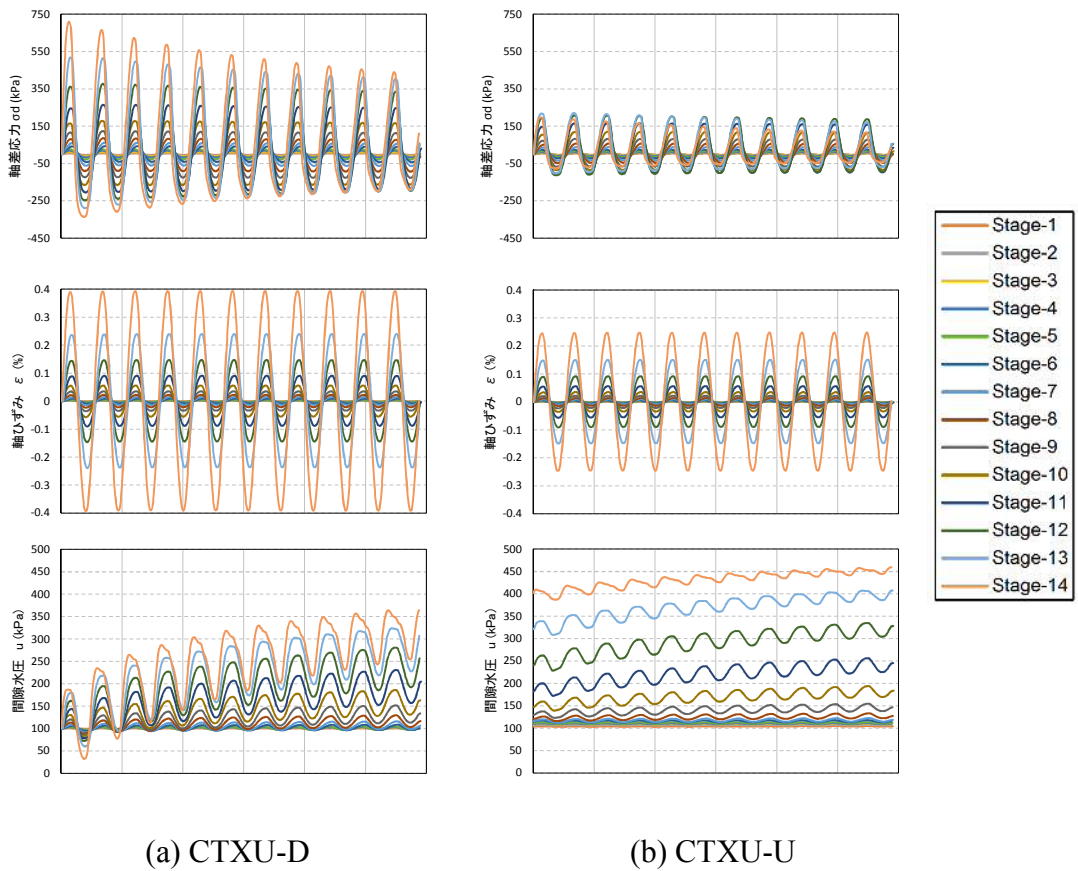 750
550
350
150
-50
-250
-450
軸差応力 σd (kPa)
750
550
350
150
-50
-250
-450
軸差応力 σd (kPa)
0.4
0.3
0.2
0.1
0
-0.1
-0.2
-0.3
-0.4
軸ひずみ ε (%)
0.4
0.3
0.2
0.1
0
-0.1
-0.2
-0.3
-0.4
軸ひずみ ε (%)
500
450
400
350
300
250
200
150
100
50
0
間隙水圧 u (kPa)
500
450
400
350
300
250
200
150
100
50
0
間隙水圧 u (kPa)
Stage-1
Stage-2
Stage-3
Stage-4
Stage-5
Stage-6
Stage-7
Stage-8
Stage-9
Stage-10
Stage-11
Stage-12
Stage-13
Stage-14
(a) CTXU-D
(b) CTXU-U